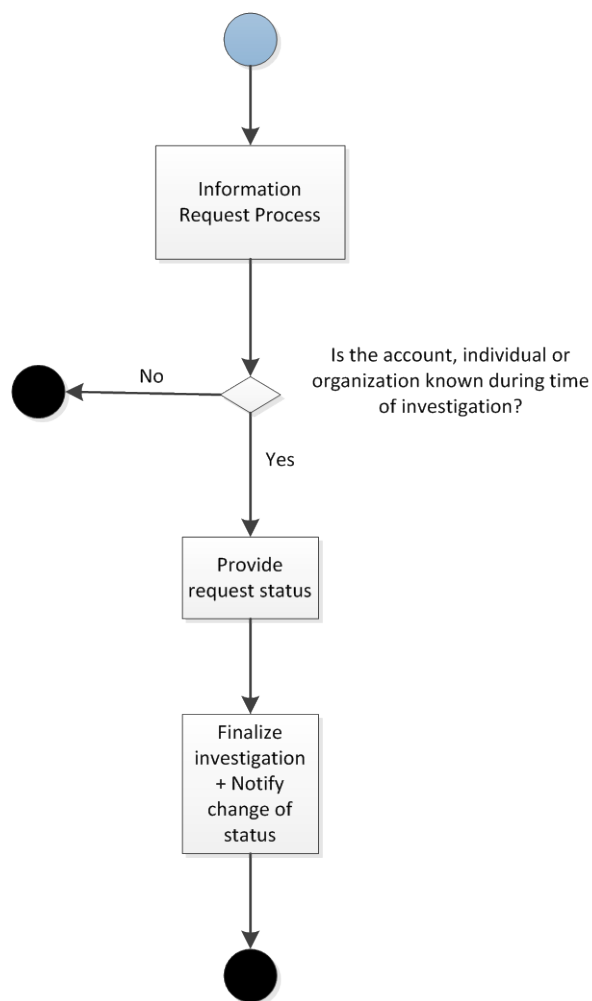 Information
Request Process
Is the account, individual or
organization known during time
of investigation?
No
Yes
Provide
request status
Finalize
investigation
+ Notify
change of
status